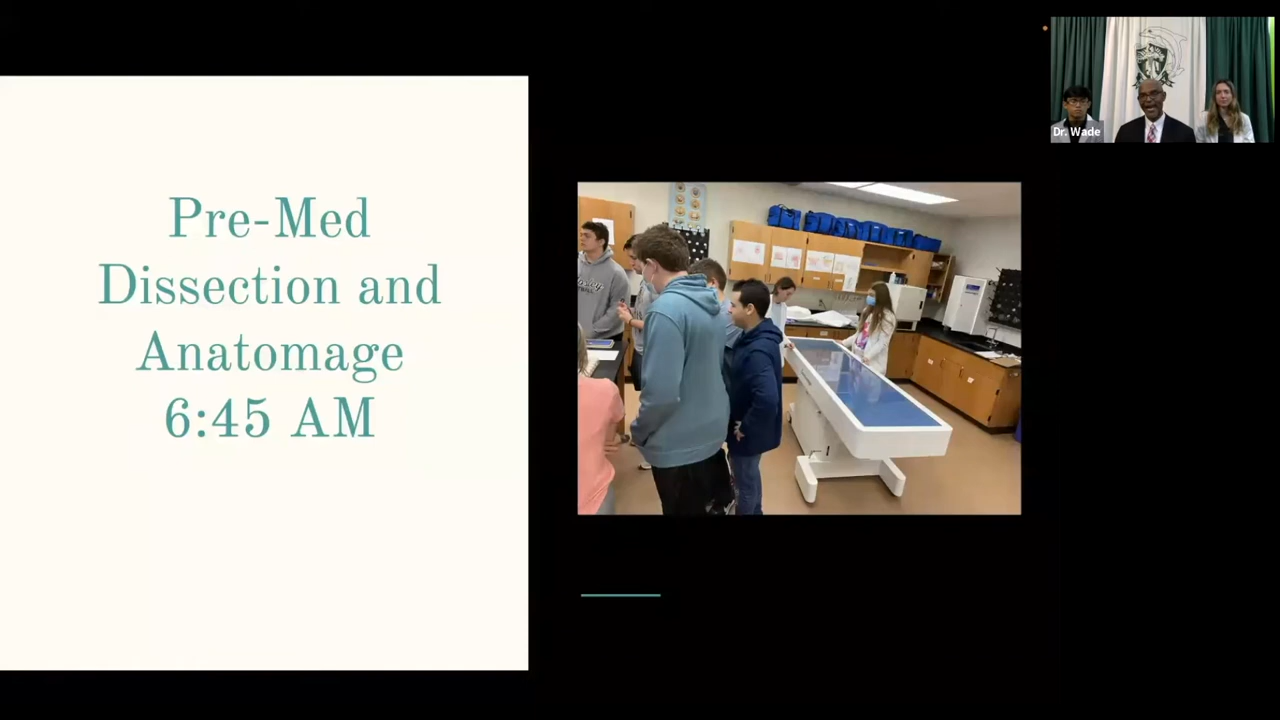 Pre-Med
Dissection and
Anatomage
6:45 AM
Dr. Wade